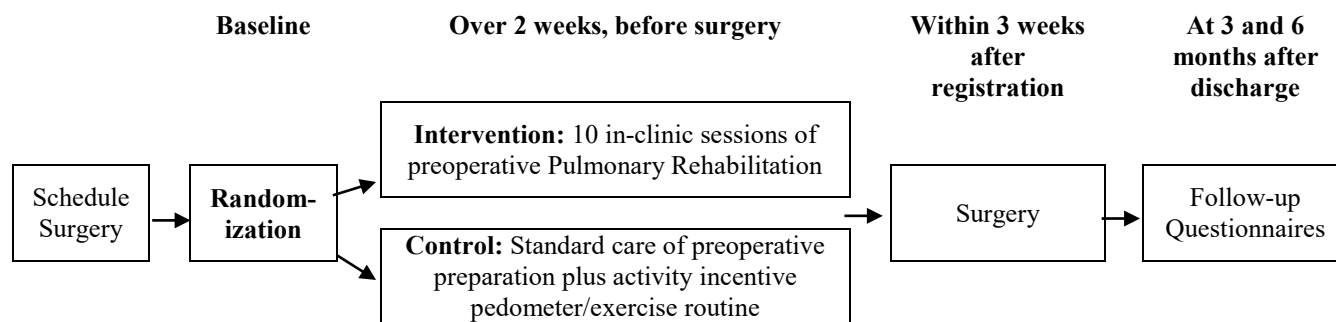 Baseline
Over 2 weeks, before surgery
Within 3 weeks
after
registration
At 3 and 6
months after
discharge
Schedule
Surgery
Random-
ization
Intervention: 10 in-clinic sessions of
preoperative Pulmonary Rehabilitation
Control: Standard care of preoperative
preparation plus activity incentive
pedometer/exercise routine
Surgery
Follow-up
Questionnaires